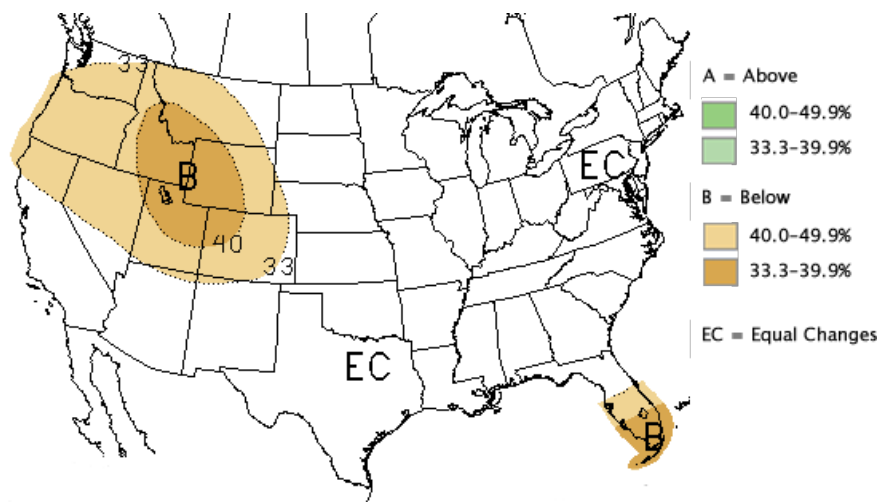 33
B
40
33
EC
EC
B
A = Above
40.0-49.9%
33.3-39.9%
B = Below
40.0-49.9%
33.3-39.9%
EC = Equal Changes